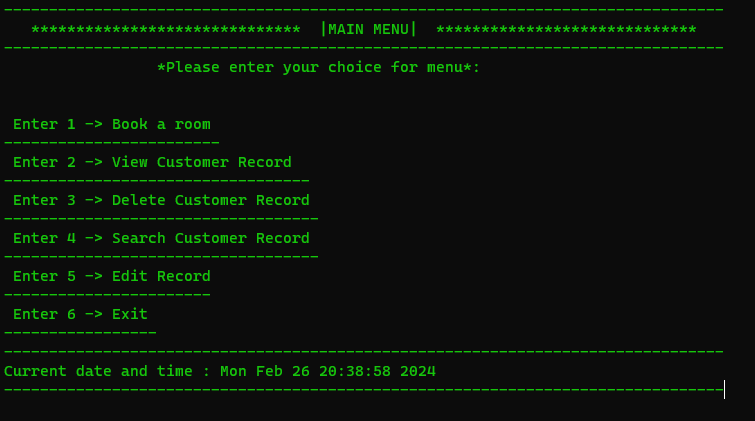 --------------------------------------------------------------------------------
****************************** |MAIN MENU| *****************************
--------------------------------------------------------------------------------
*Please enter your choice for menu*:
Enter 1 -> Book a room
------------------------
Enter 2 -> View Customer Record
----------------------------------
Enter 3 -> Delete Customer Record
-----------------------------------
Enter 4 -> Search Customer Record
-----------------------------------
Enter 5 -> Edit Record
-----------------------
Enter 6 -> Exit
-----------------
--------------------------------------------------------------------------------
Current date and time : Mon Feb 26 20:38:58 2024
--------------------------------------------------------------------------------